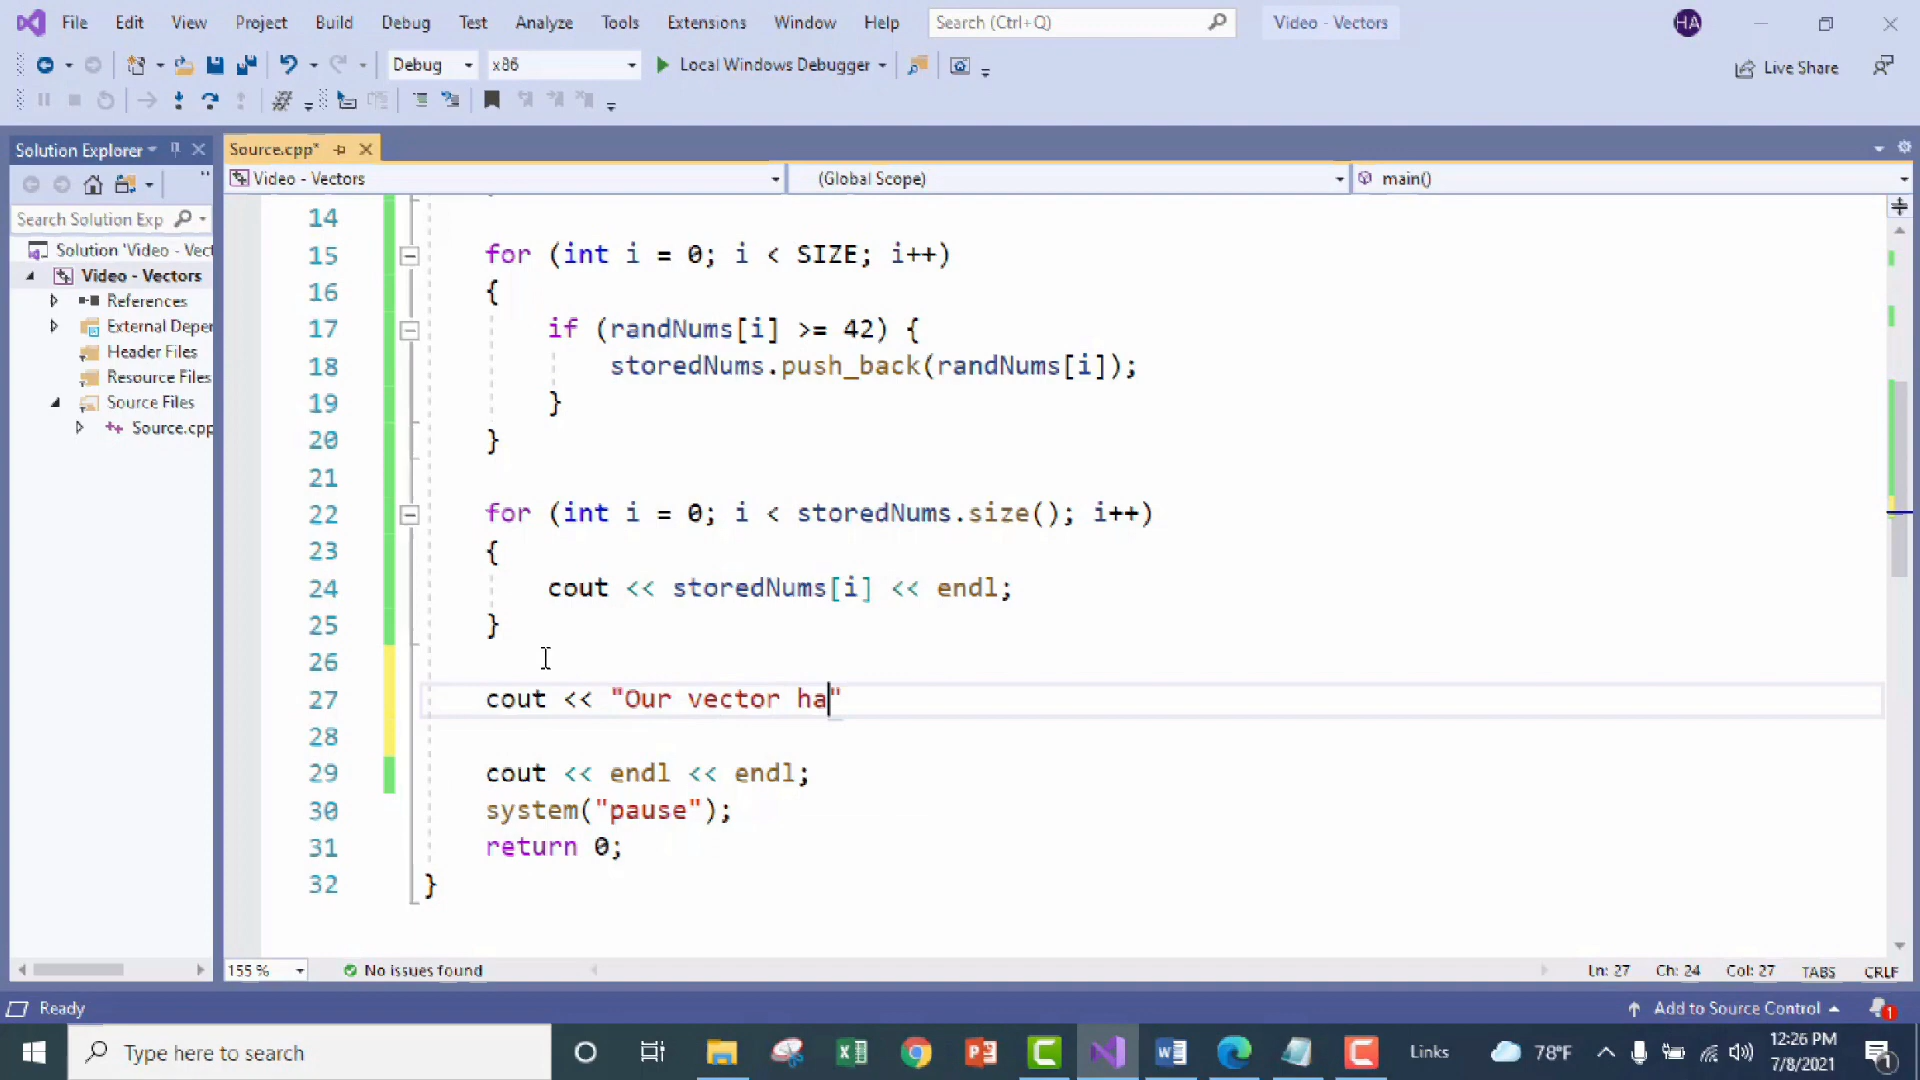 File Edit View Project Build Debug Test Analyze Tools Extensions Window Help Search (Ctrl+Q) Video - Vectors HA
Debug x86 Local Windows Debugger Live Share
Solution Explorer Source.cpp*
Video - Vectors (Global Scope) main()
Search Solution Exp
Solution 'Video - Vect
Video - Vectors
References
External Deper
Header Files
Resource Files
Source Files
Source.cpp
14
15 for (int i = 0; i < SIZE; i++)
16 {
17 if (randNums[i] >= 42) {
18 storedNums.push_back(randNums[i]);
19 }
20 }
21
22 for (int i = 0; i < storedNums.size(); i++)
23 {
24 cout << storedNums[i] << endl;
25 }
26
27 cout << "Our vector ha"
28
29 cout << endl << endl;
30 system("pause");
31 return 0;
32 }
155 % No issues found Ln: 27 Ch: 24 Col: 27 TABS CRLF
Ready Add to Source Control 1
Type here to search Links 78°F 12:26 PM
7/8/2021 1